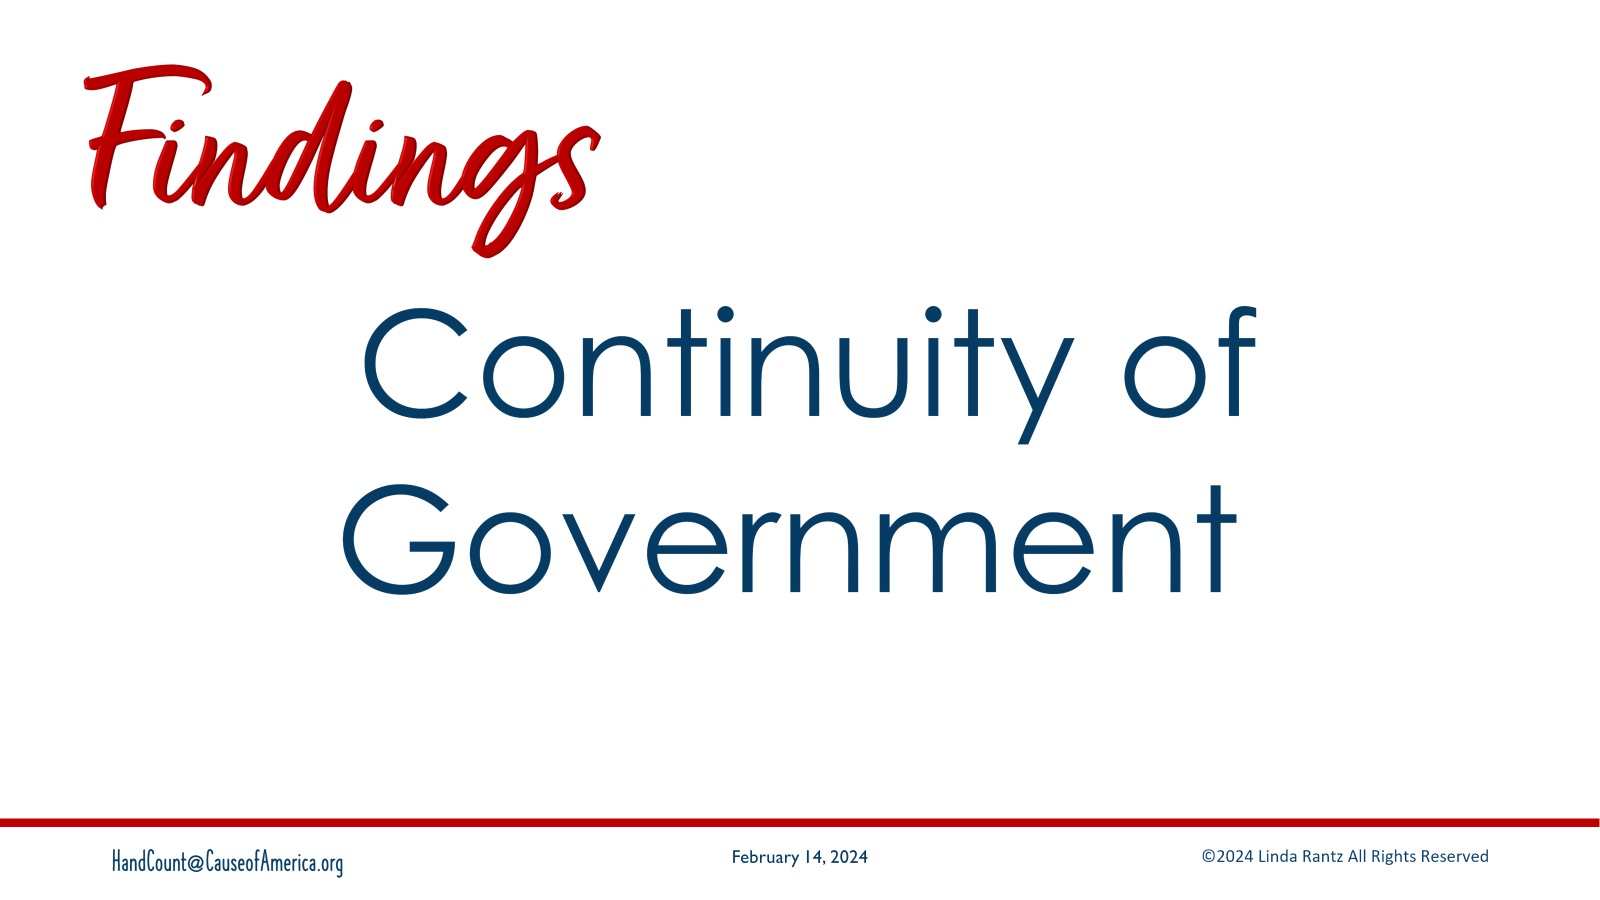 Findings
Continuity of
Government
HandCount@CauseofAmerica.org
February 14, 2024
©2024 Linda Rantz All Rights Reserved